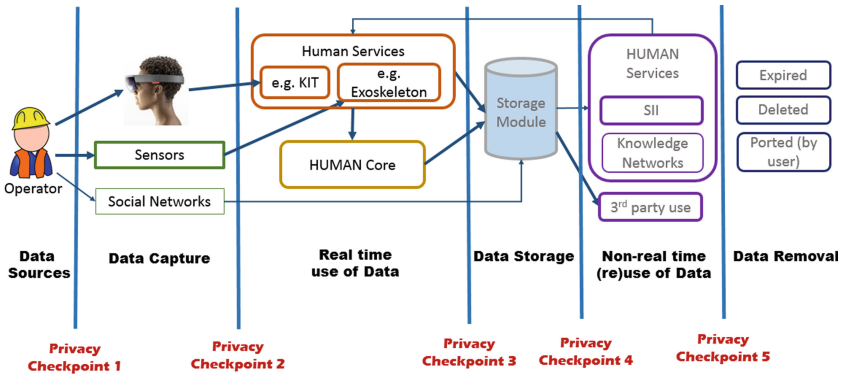 Operator
Sensors
Social Networks
Human Services
e.g. KIT
e.g.
Exoskeleton
HUMAN Core
Storage
Module
HUMAN
Services
SII
Knowledge
Networks
3rd party use
Expired
Deleted
Ported (by
user)
Data
Sources
Data Capture
Real time
use of Data
Data Storage
Non-real time
(re)use of Data
Data Removal
Privacy
Checkpoint 1
Privacy
Checkpoint 2
Privacy
Checkpoint 3
Privacy
Checkpoint 4
Privacy
Checkpoint 5